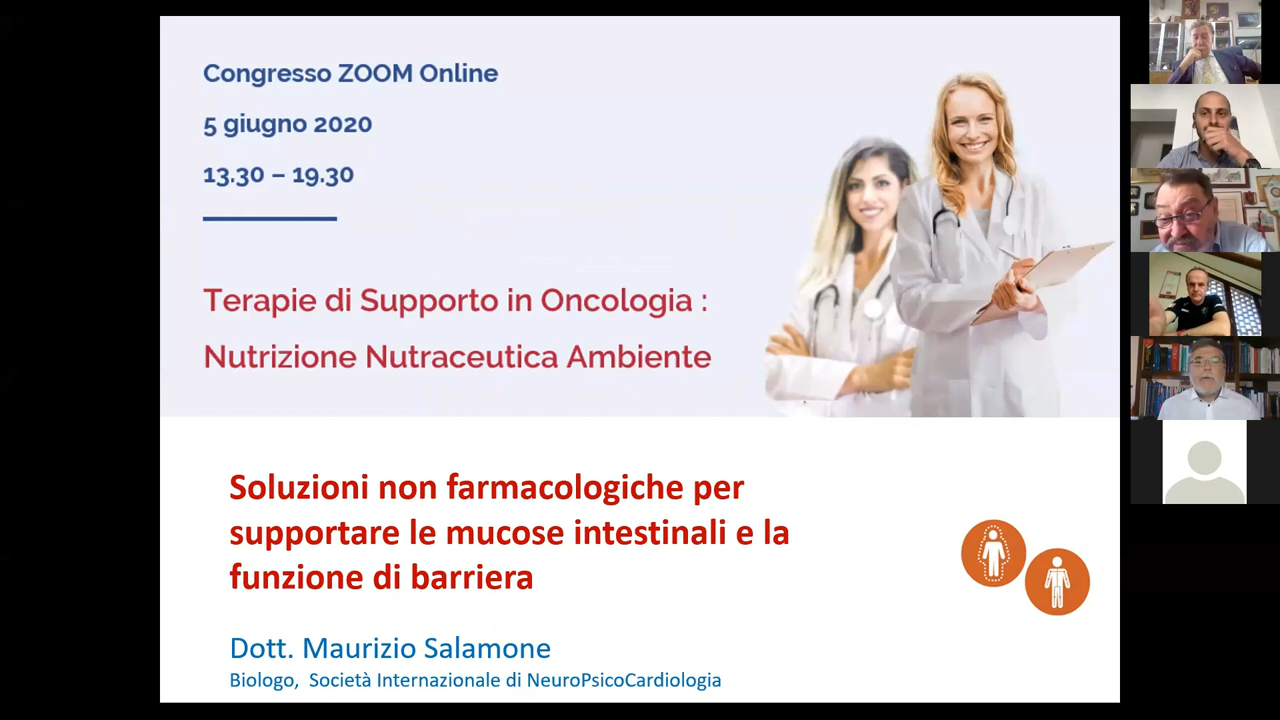 Congresso ZOOM Online
5 giugno 2020
13.30 – 19.30
Terapie di Supporto in Oncologia :
Nutrizione Nutraceutica Ambiente
Soluzioni non farmacologiche per
supportare le mucose intestinali e la
funzione di barriera
Dott. Maurizio Salamone
Biologo, Società Internazionale di NeuroPsicoCardiologia